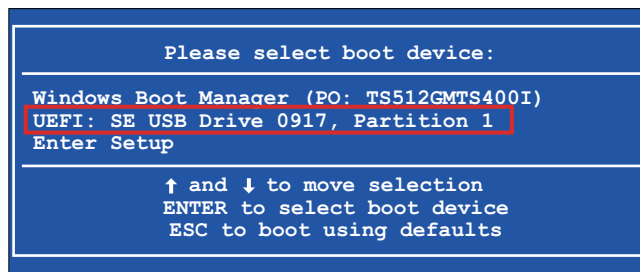 Please select boot device:
Windows Boot Manager (PO: TS512GMTS400I)
UEFI: SE USB Drive 0917, Partition 1
Enter Setup
↑ and ↓ to move selection
ENTER to select boot device
ESC to boot using defaults